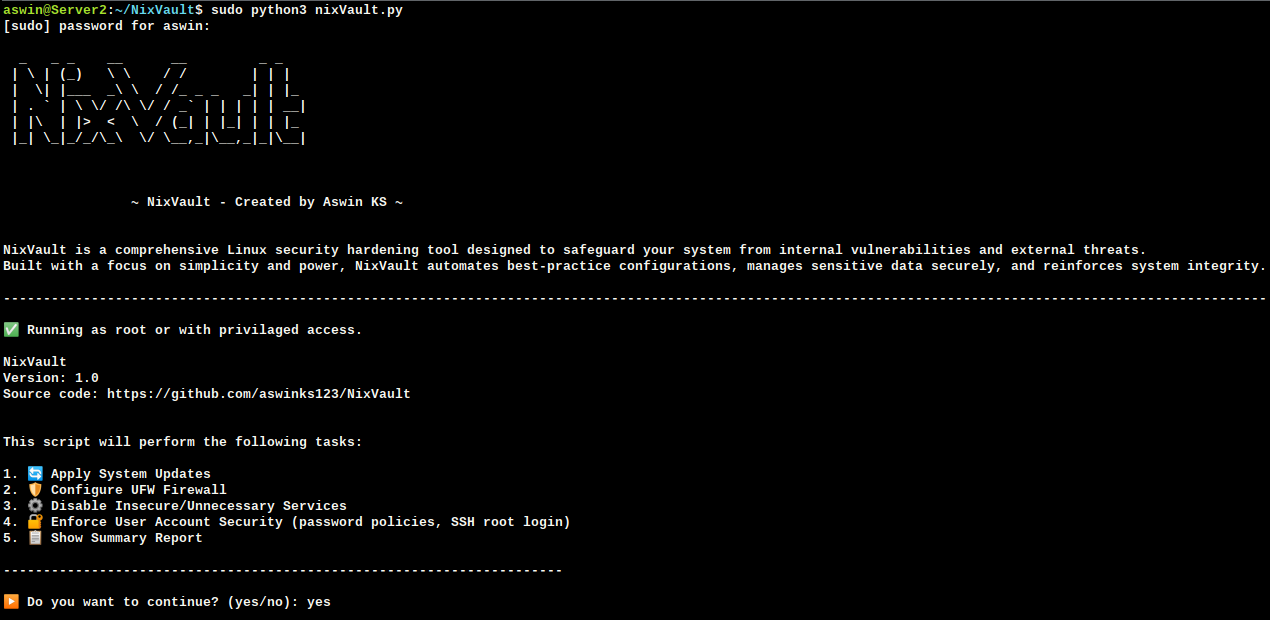 aswin@Server2:~/NixVault$ sudo python3 nixVault.py
[sudo] password for aswin:
NixVault
~ NixVault - Created by Aswin KS ~
NixVault is a comprehensive Linux security hardening tool designed to safeguard your system from internal vulnerabilities and external threats.
Built with a focus on simplicity and power, NixVault automates best-practice configurations, manages sensitive data securely, and reinforces system integrity.
--------------------------------------------------------------------------------------------------------------------------------------------------------------
✅ Running as root or with privilaged access.
NixVault
Version: 1.0
Source code: https://github.com/aswinks123/NixVault
This script will perform the following tasks:
1. 🔄 Apply System Updates
2. 🛡️ Configure UFW Firewall
3. ⚙️ Disable Insecure/Unnecessary Services
4. 🔐 Enforce User Account Security (password policies, SSH root login)
5. 📋 Show Summary Report
----------------------------------------------------------------------
▶️ Do you want to continue? (yes/no): yes